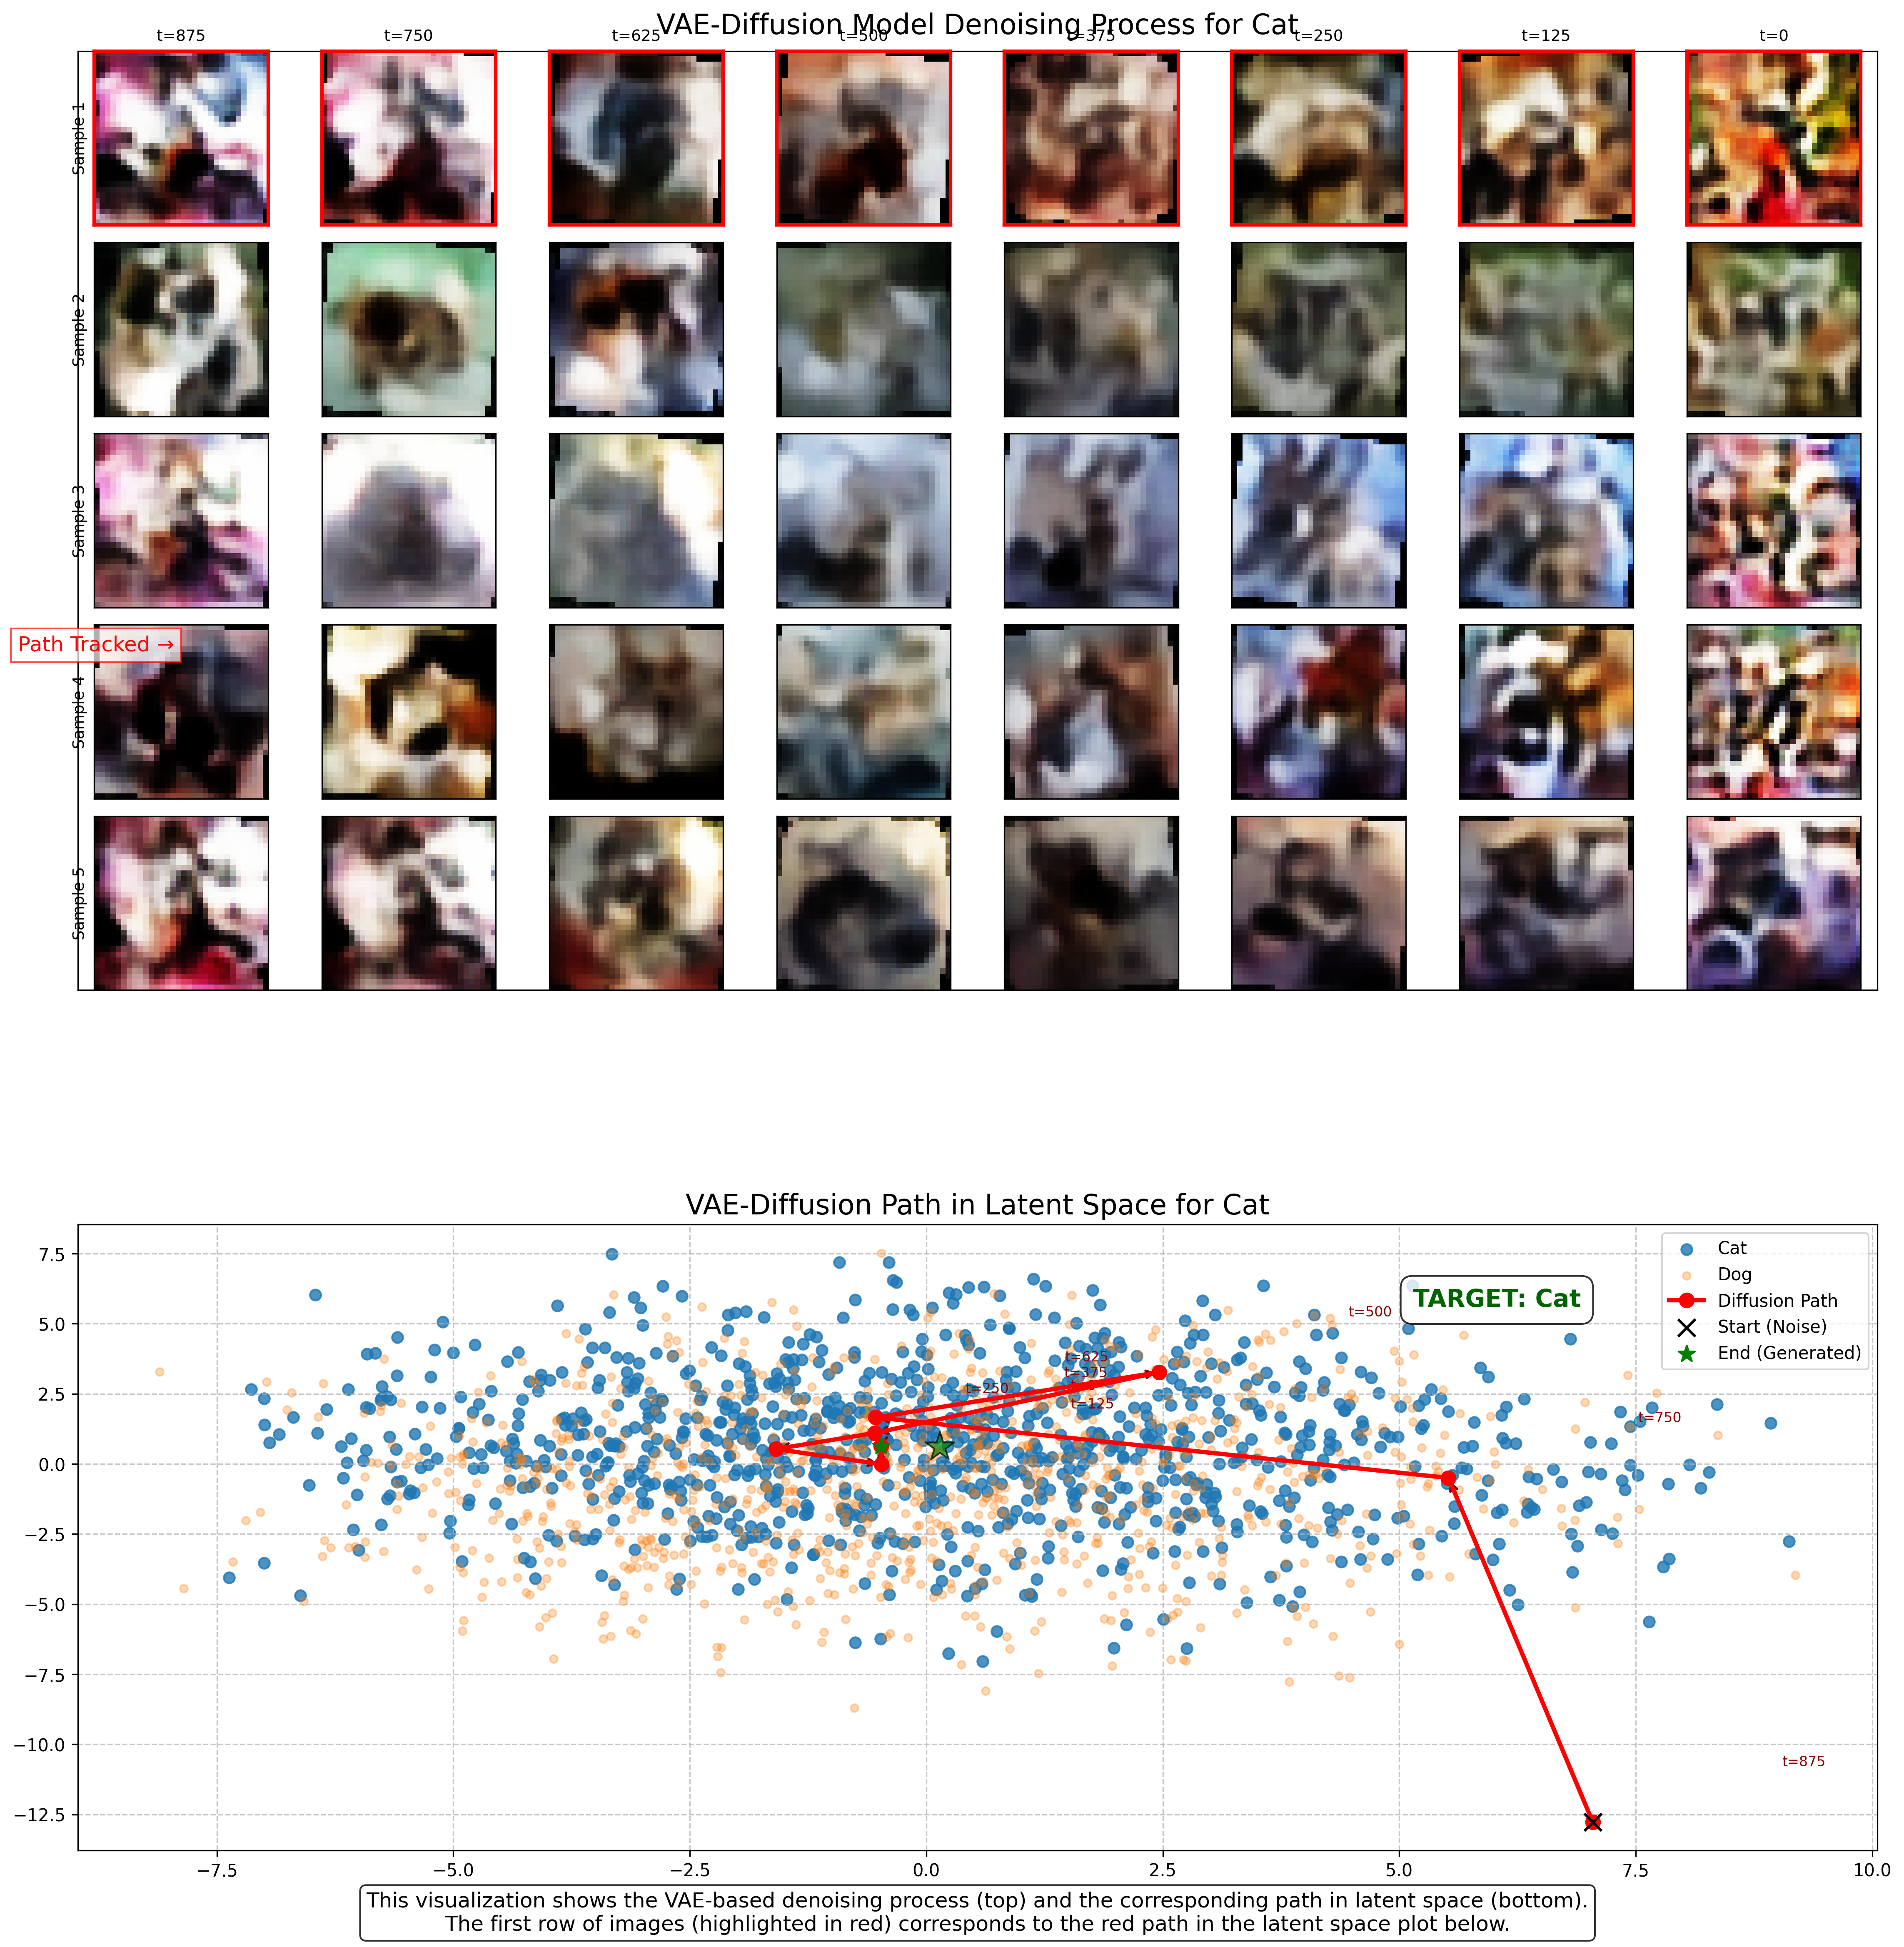 VAE-Diffusion Model Denoising Process for Cat
t=875 t=750 t=625 t=500 t=375 t=250 t=125 t=0
Sample 1
Sample 2
Sample 3
Path Tracked →
Sample 4
Sample 5
VAE-Diffusion Path in Latent Space for Cat
7.5
5.0
2.5
0.0
−2.5
−5.0
−7.5
−10.0
−12.5
Cat
Dog
Diffusion Path
Start (Noise)
End (Generated)
TARGET: Cat
t=500
t=625
t=375
t=250
t=125
t=750
t=875
−7.5 −5.0 −2.5 0.0 2.5 5.0 7.5 10.0
This visualization shows the VAE-based denoising process (top) and the corresponding path in latent space (bottom).
The first row of images (highlighted in red) corresponds to the red path in the latent space plot below.